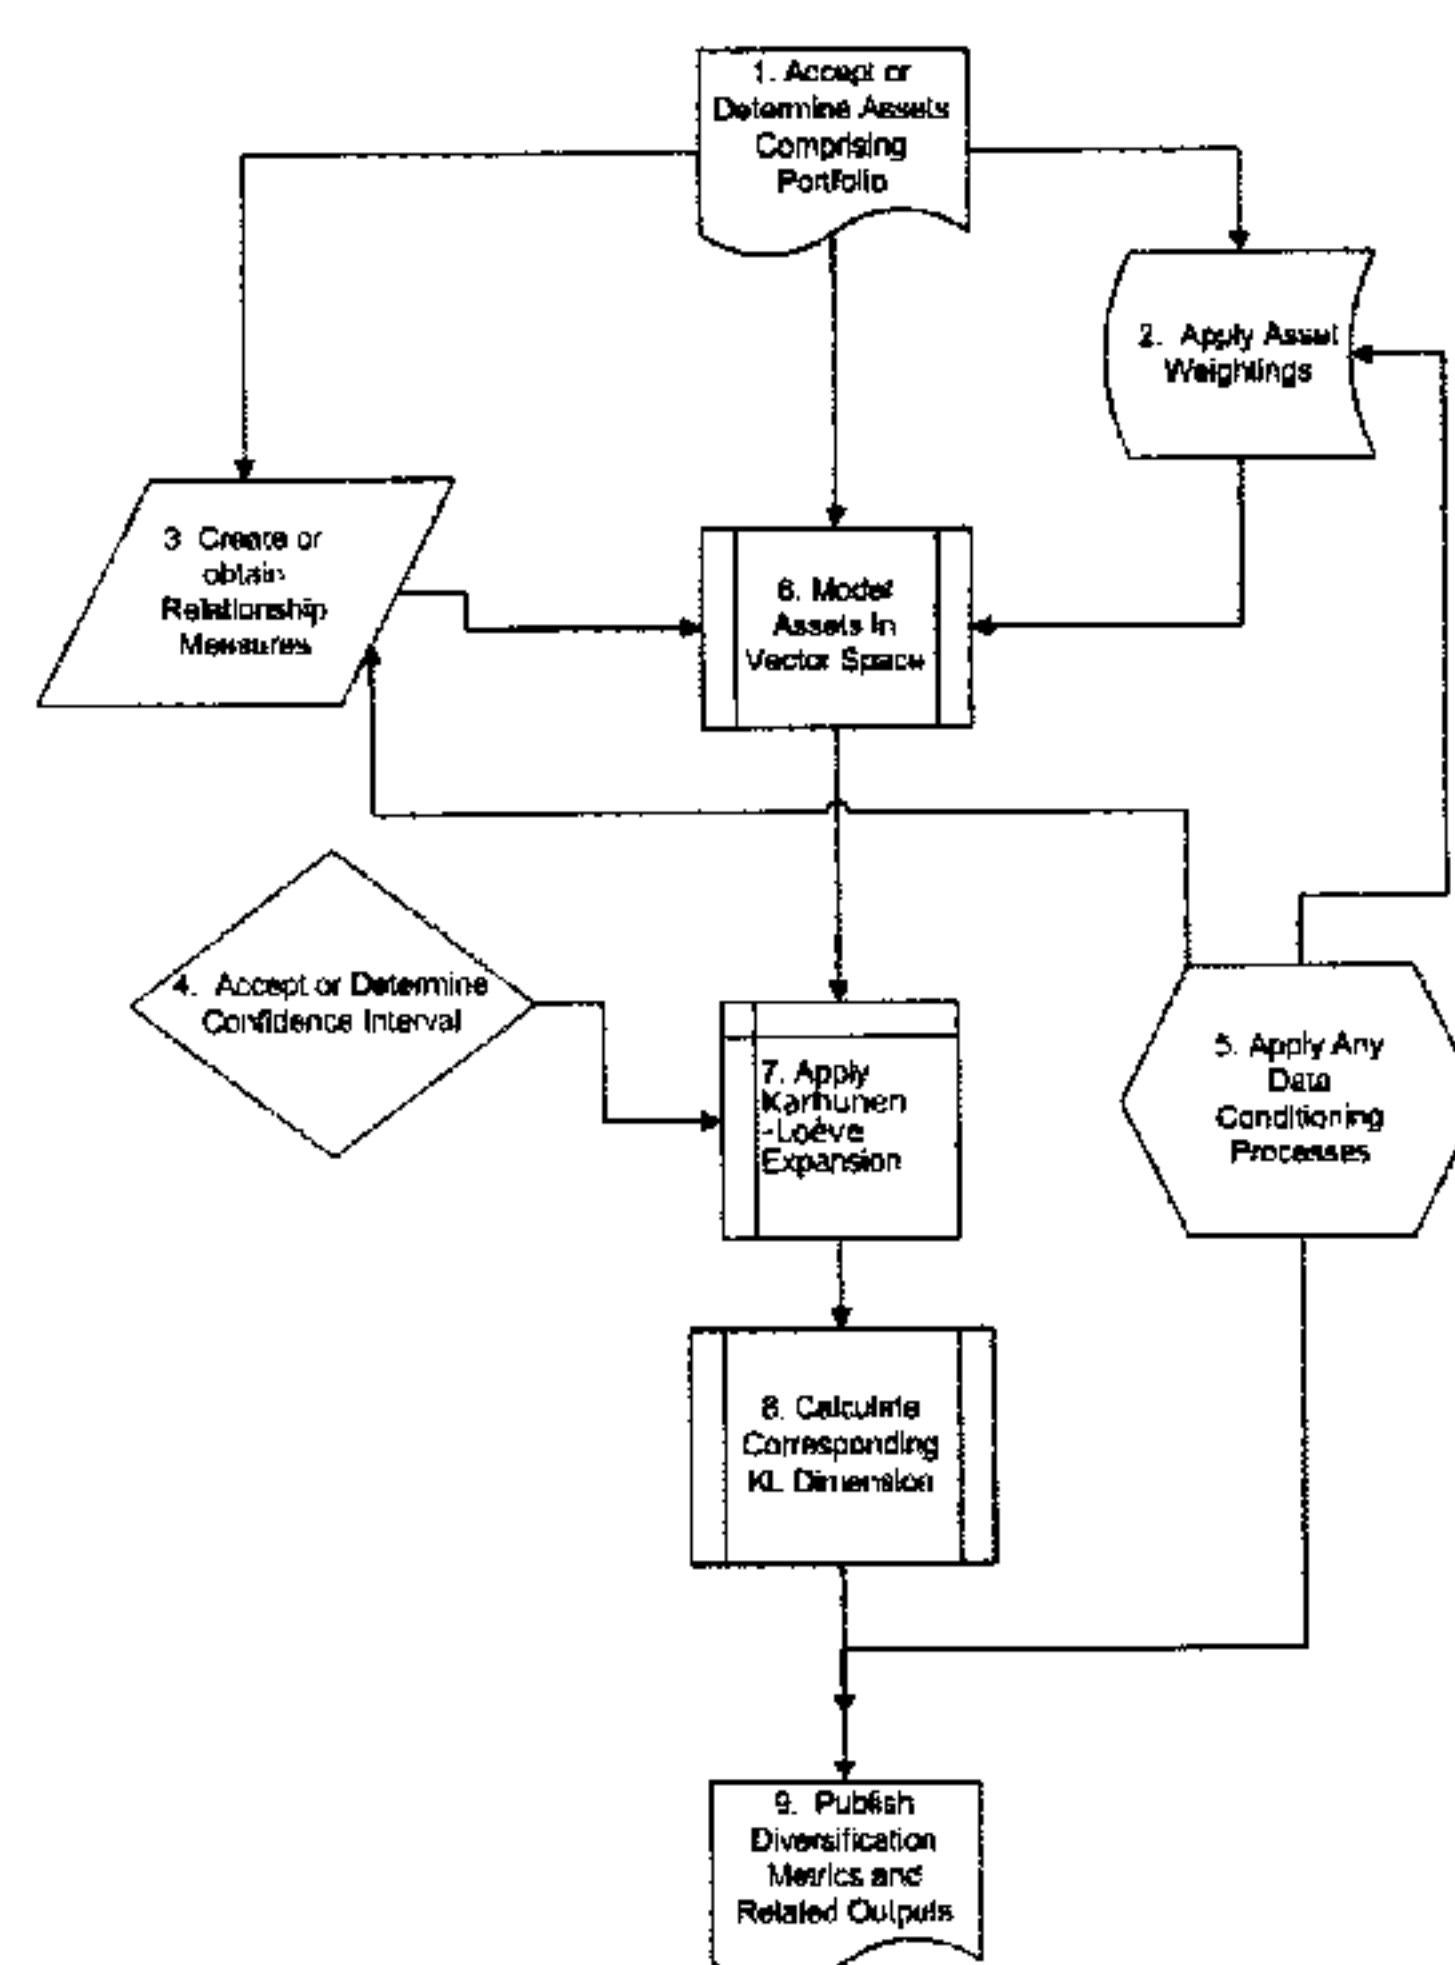 1. Accept or
Determine Assets
Comprising
Portfolio
2. Apply Asset
Weightings
3 Create or
obtain
Relationship
Measures
6. Model
Assets In
Vector Space
4. Accept or Determine
Confidence Interval
5. Apply Any
Data
Conditioning
Processes
7. Apply
Karhunen
-Loève
Expansion
8. Calculate
Corresponding
KL Dimension
9. Publish
Diversification
Metrics and
Related Outputs